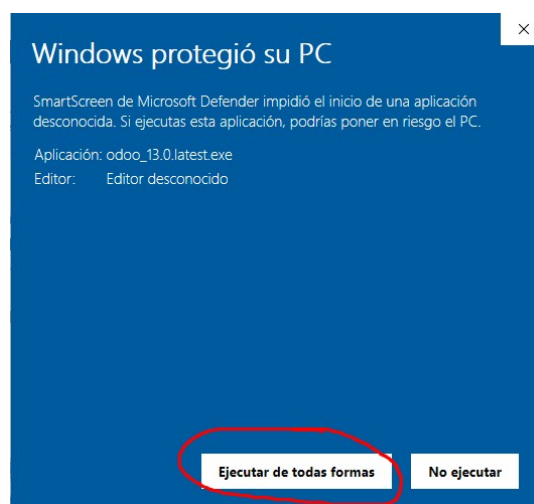 Windows protegió su PC
SmartScreen de Microsoft Defender impidió el inicio de una aplicación
desconocida. Si ejecutas esta aplicación, podrías poner en riesgo el PC.
Aplicación: odoo_13.0.latest.exe
Editor: Editor desconocido
Ejecutar de todas formas
No ejecutar